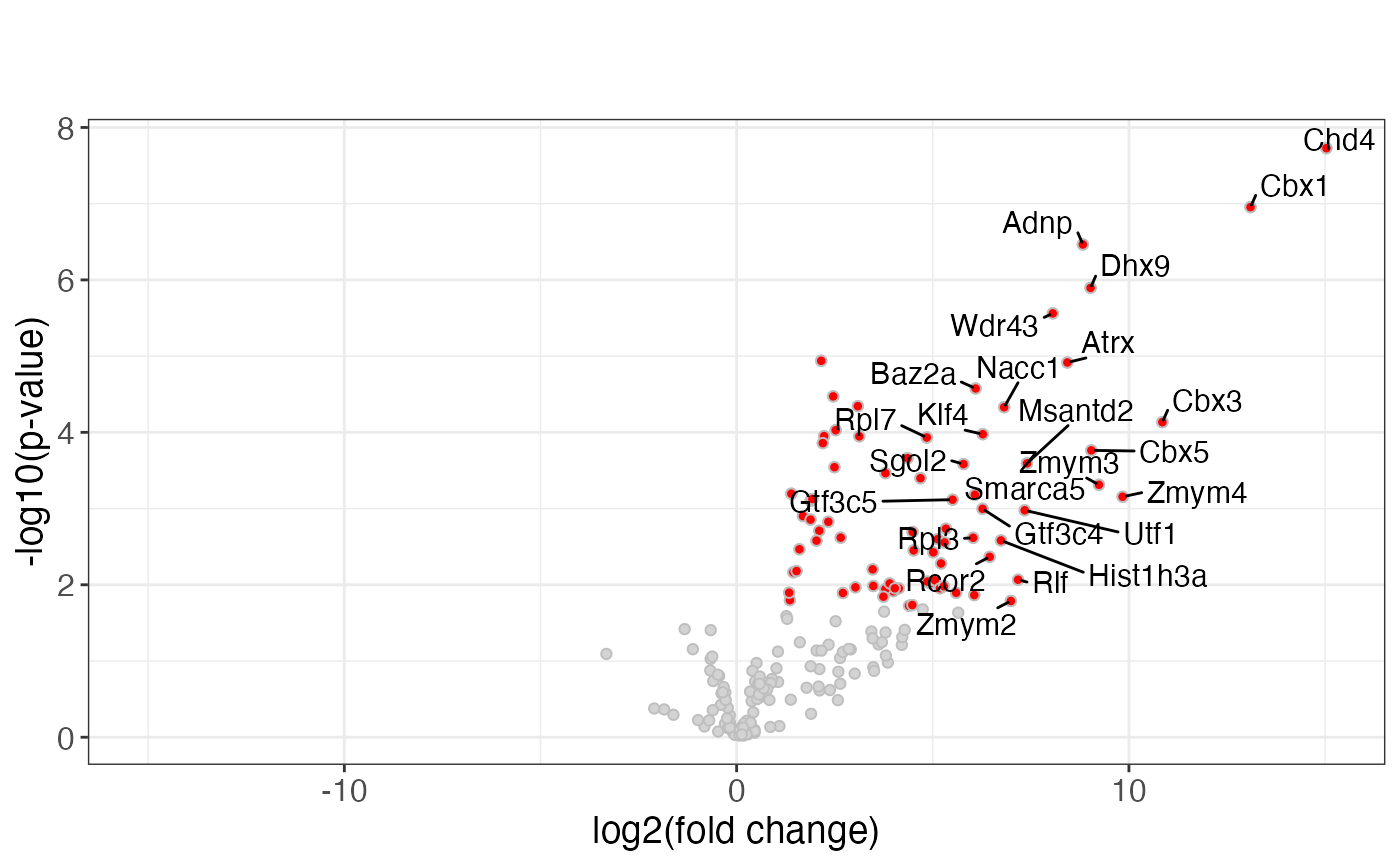 8
Chd4
Cbx1
Adnp
Dhx9
6
Wdr43
Atrx
Nacc1
Baz2a
Cbx3
Msantd2
Klf4
Rpl7
4
Cbx5
Sgol2
Zmym3
Smarca5
Zmym4
Gtf3c5
Gtf3c4
Utf1
Rpl3
Hist1h3a
Rcor2
Rlf
2
Zmym2
0
-log10(p-value)
-10
0
10
log2(fold change)